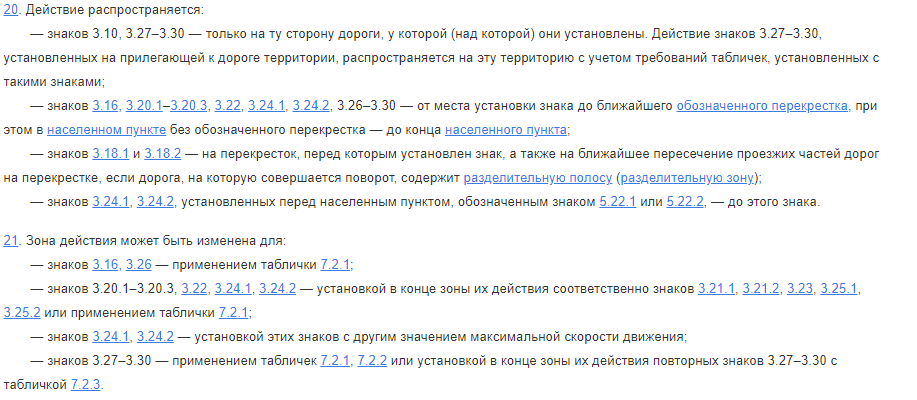 20. Действие распространяется:
— знаков 3.10, 3.27–3.30 — только на ту сторону дороги, у которой (над которой) они установлены. Действие знаков 3.27–3.30,
установленных на прилегающей к дороге территории, распространяется на эту территорию с учетом требований табличек, установленных с
такими знаками;
— знаков 3.16, 3.20.1–3.20.3, 3.22, 3.24.1, 3.24.2, 3.26–3.30 — от места установки знака до ближайшего обозначенного перекрестка, при
этом в населенном пункте без обозначенного перекрестка — до конца населенного пункта;
— знаков 3.18.1 и 3.18.2 — на перекресток, перед которым установлен знак, а также на ближайшее пересечение проезжих частей дорог
на перекрестке, если дорога, на которую совершается поворот, содержит разделительную полосу (разделительную зону);
— знаков 3.24.1, 3.24.2, установленных перед населенным пунктом, обозначенным знаком 5.22.1 или 5.22.2, — до этого знака.
21. Зона действия может быть изменена для:
— знаков 3.16, 3.26 — применением таблички 7.2.1;
— знаков 3.20.1–3.20.3, 3.22, 3.24.1, 3.24.2 — установкой в конце зоны их действия соответственно знаков 3.21.1, 3.21.2, 3.23, 3.25.1,
3.25.2 или применением таблички 7.2.1;
— знаков 3.24.1, 3.24.2 — установкой этих знаков с другим значением максимальной скорости движения;
— знаков 3.27–3.30 — применением табличек 7.2.1, 7.2.2 или установкой в конце зоны их действия повторных знаков 3.27–3.30 с
табличкой 7.2.3.